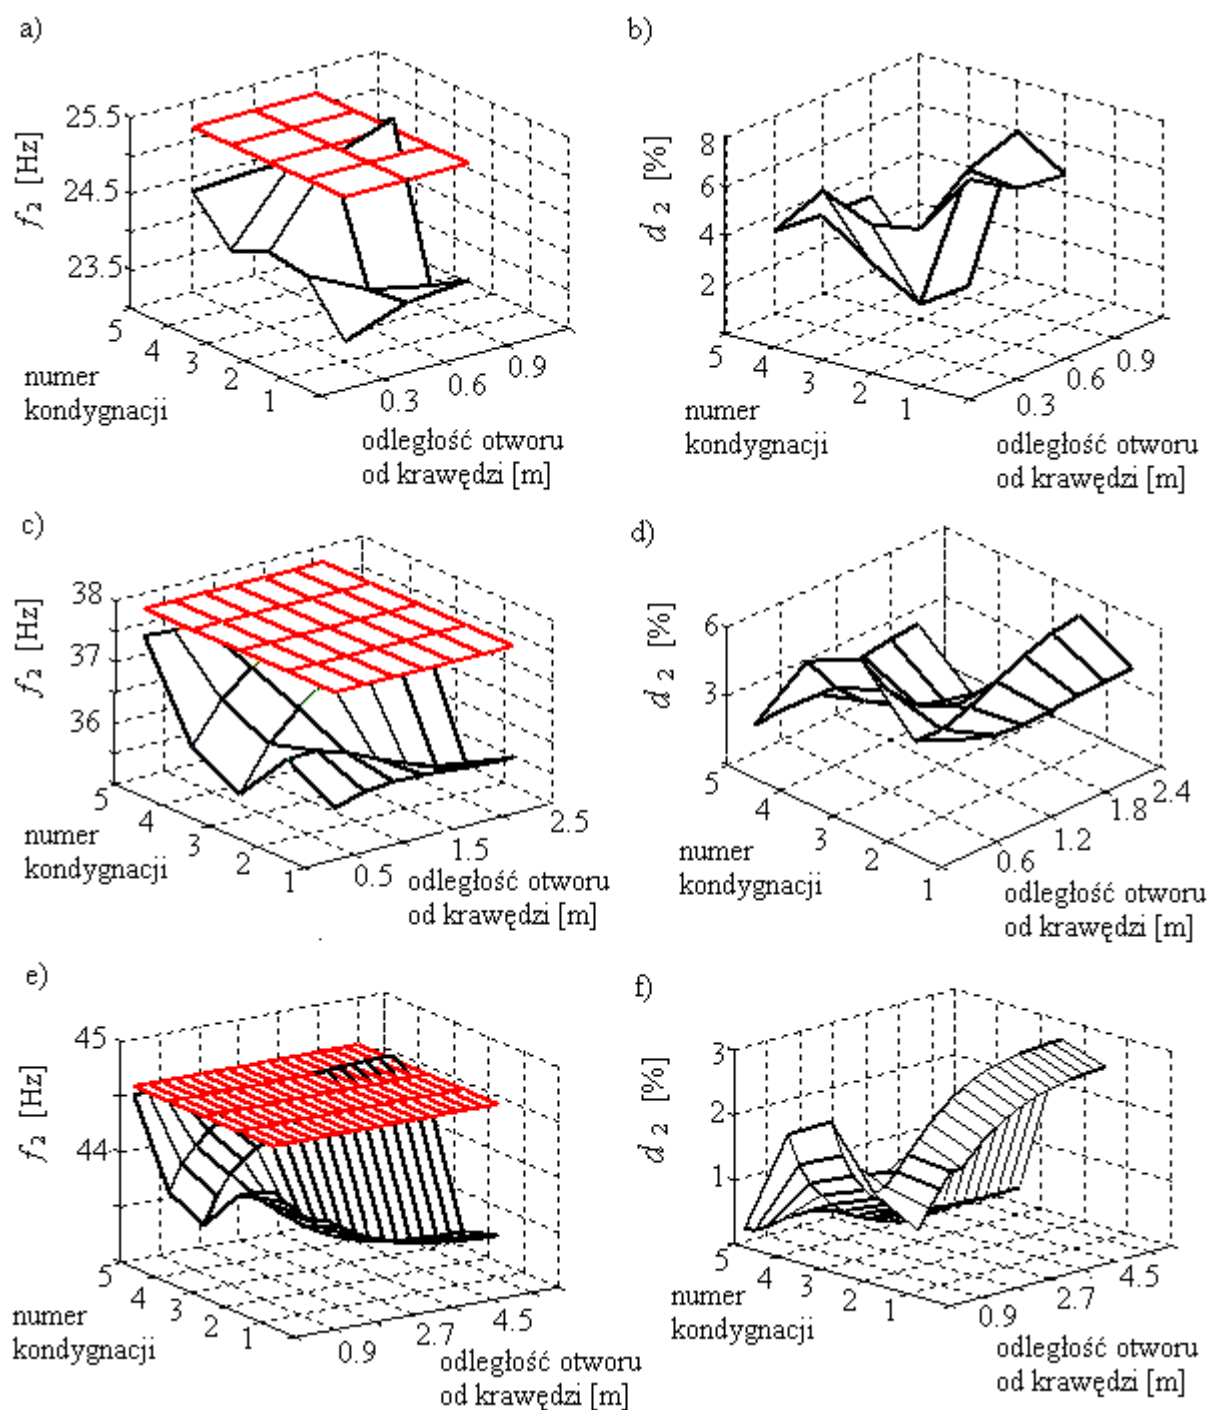 a)
f2 [Hz]
25.5
24.5
23.5
5
4
3
2
1
0.3
0.6
0.9
numer
kondygnacji
odległość otworu
od krawędzi [m]
b)
d2 [%]
8
6
4
2
5
4
3
2
1
0.3
0.6
0.9
numer
kondygnacji
odległość otworu
od krawędzi [m]
c)
f2 [Hz]
38
37
36
5
4
3
2
1
0.5
1.5
2.5
numer
kondygnacji
odległość otworu
od krawędzi [m]
d)
d2 [%]
6
3
5
4
3
2
1
0.6
1.2
1.8
2.4
numer
kondygnacji
odległość otworu
od krawędzi [m]
e)
f2 [Hz]
45
44
5
4
3
2
1
0.9
2.7
4.5
numer
kondygnacji
odległość otworu
od krawędzi [m]
f)
d2 [%]
3
2
1
5
4
3
2
1
0.9
2.7
4.5
numer
kondygnacji
odległość otworu
od krawędzi [m]